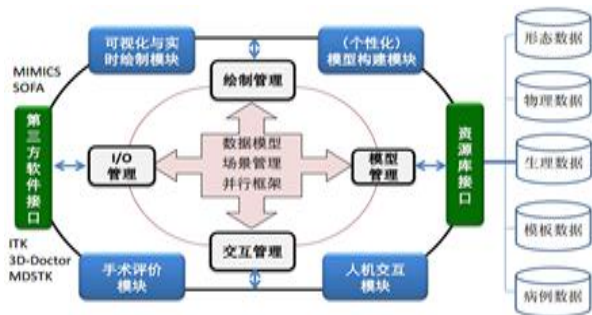 可视化与实
时绘制模块
（个性化）
模型构建模块
形态数据
MIMICS
SOFA
绘制管理
物理数据
第三方软件接口
I/O
管理
数据模型
场景管理
并行框架
模型
管理
资源库接口
生理数据
ITK
3D-Doctor
MDSTK
交互管理
模板数据
手术评价
模块
人机交互
模块
病例数据